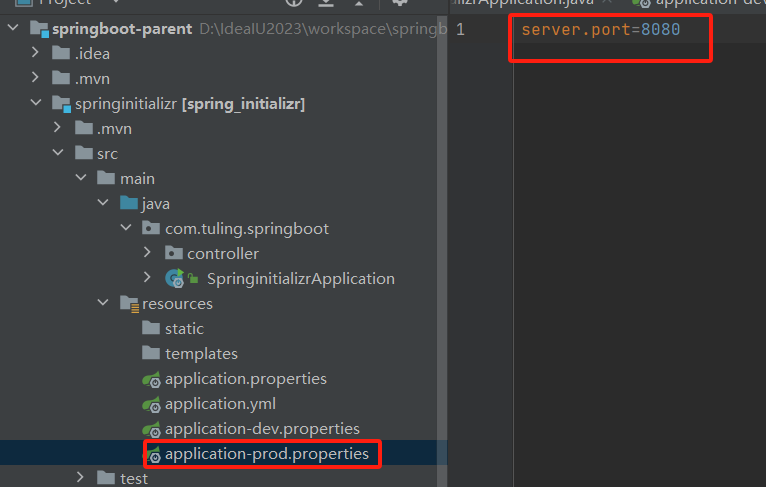 Project
springboot-parent D:\IdeaIU2023\workspace\springb
.idea
.mvn
springinitializr [spring_initializr]
.mvn
src
main
java
com.tuling.springboot
controller
SpringinitializrApplication
resources
static
templates
application.properties
application.yml
application-dev.properties
application-prod.properties
test
lizrApplication.java
application-dev
1 server.port=8080